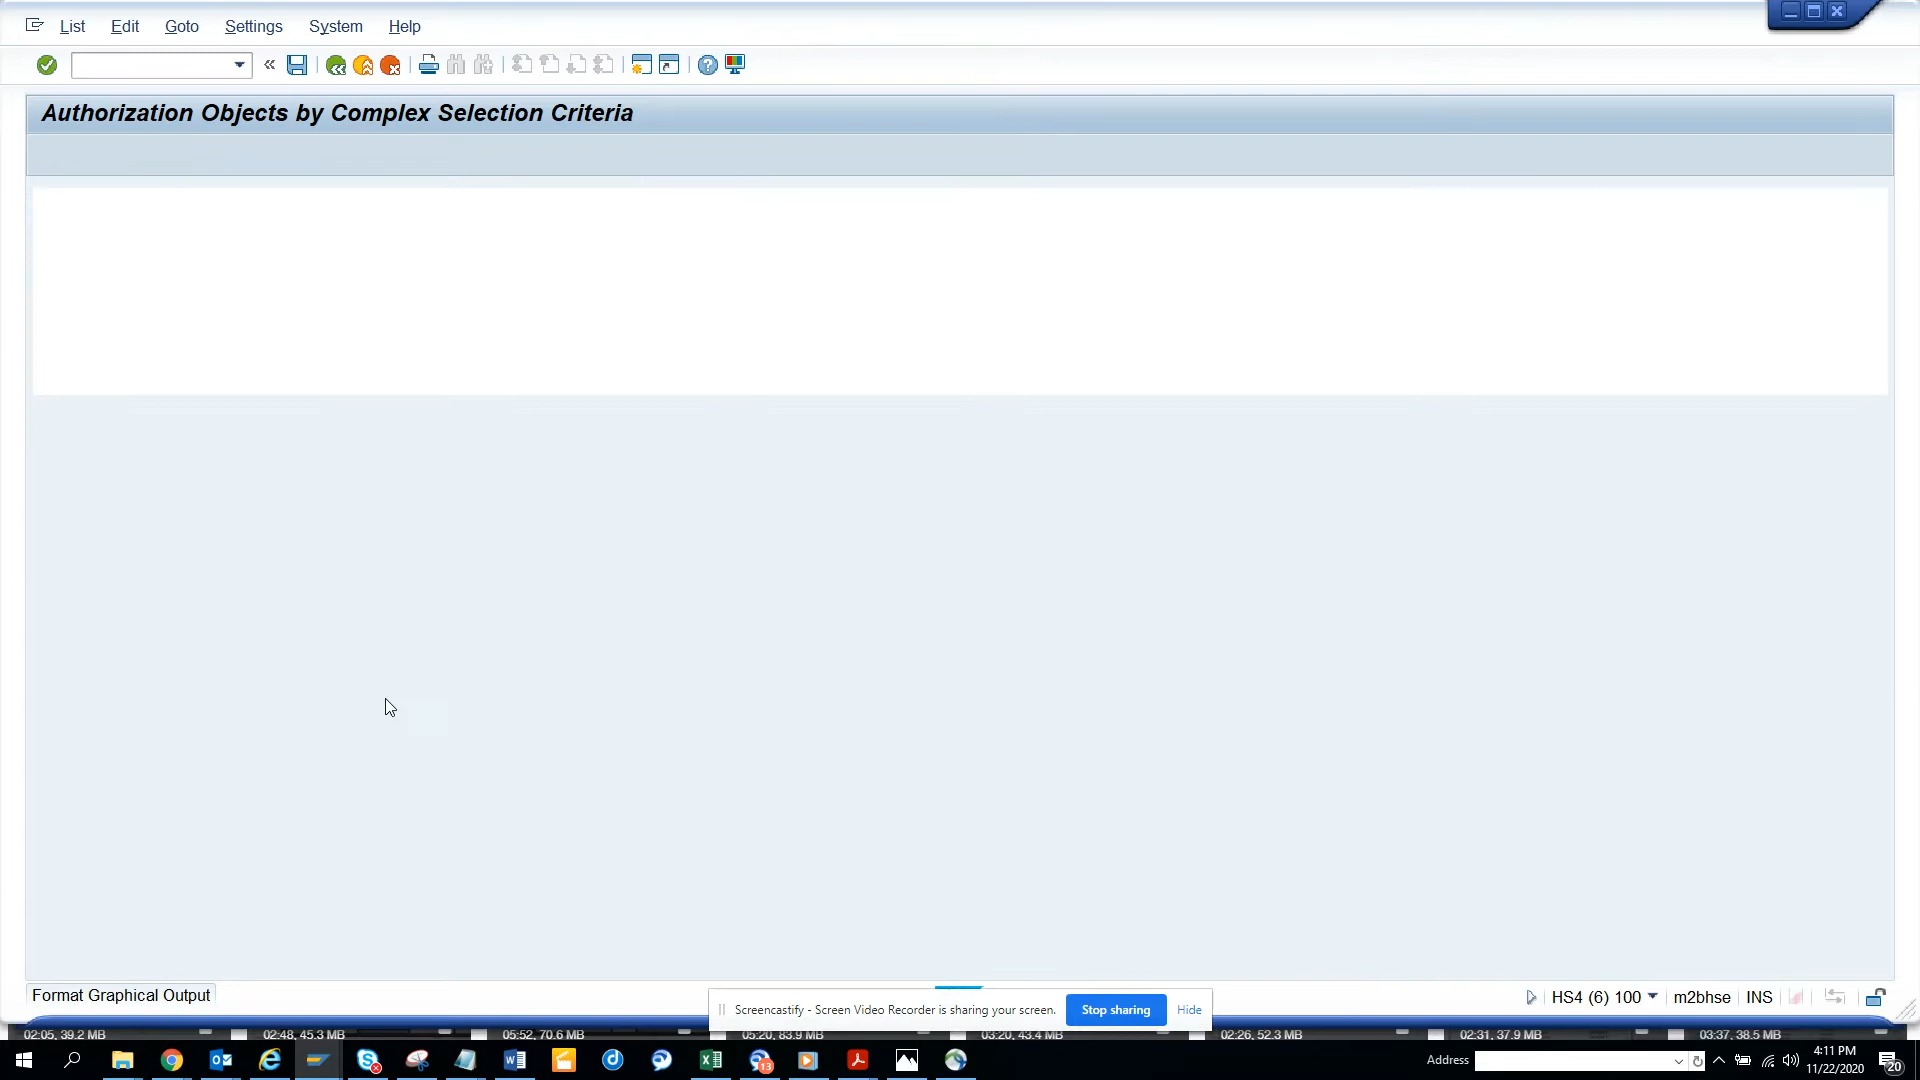 List Edit Goto Settings System Help
Authorization Objects by Complex Selection Criteria
Format Graphical Output
HS4 (6) 100 m2bhse INS
Screencastify - Screen Video Recorder is sharing your screen. Stop sharing Hide
02:05, 39.2 MB 02:48, 45.3 MB 05:52, 70.6 MB 05:20, 83.9 MB 03:20, 43.4 MB 02:26, 52.3 MB 02:31, 37.9 MB 03:37, 38.5 MB
13
Address
4:11 PM
11/22/2020
20